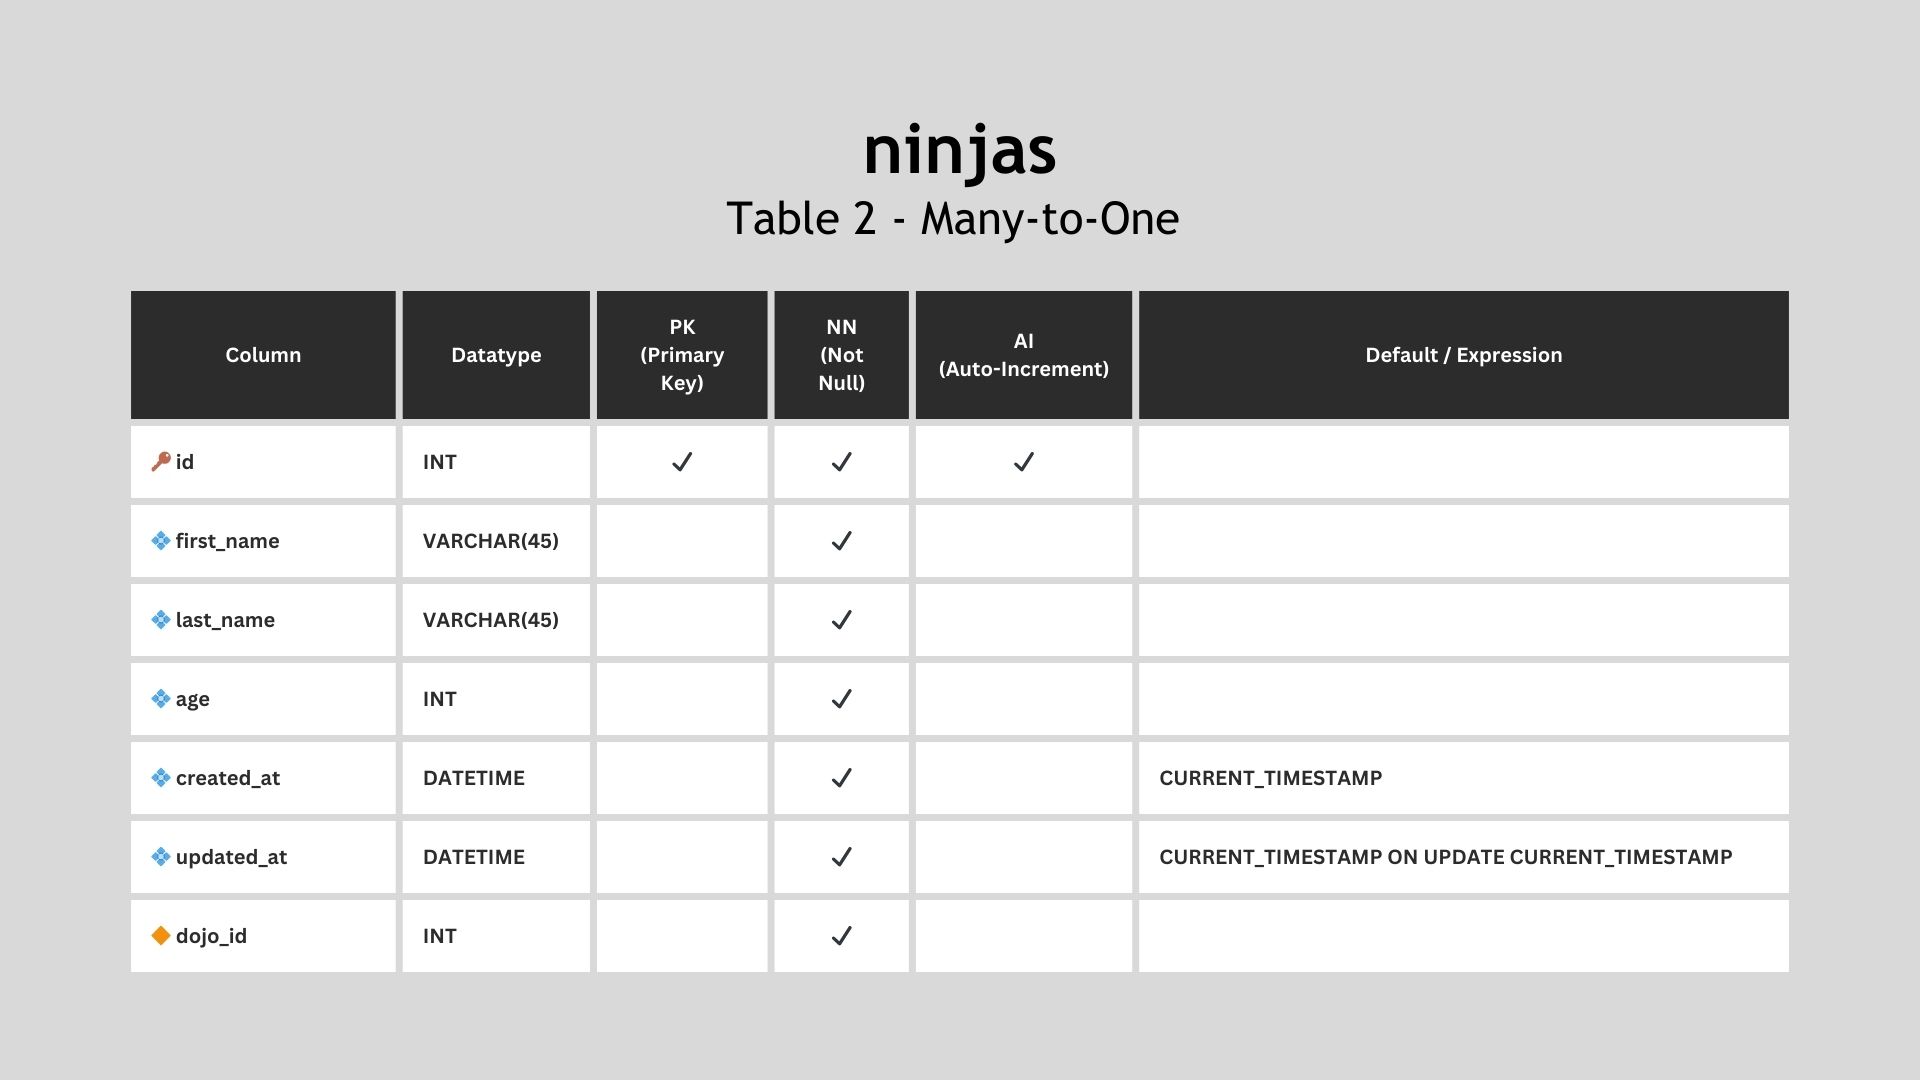 ninjas
Table 2 - Many-to-One
Column Datatype PK (Primary Key) NN (Not Null) AI (Auto-Increment) Default / Expression
id INT ✓ ✓ ✓
first_name VARCHAR(45) ✓
last_name VARCHAR(45) ✓
age INT ✓
created_at DATETIME ✓ CURRENT_TIMESTAMP
updated_at DATETIME ✓ CURRENT_TIMESTAMP ON UPDATE CURRENT_TIMESTAMP
dojo_id INT ✓